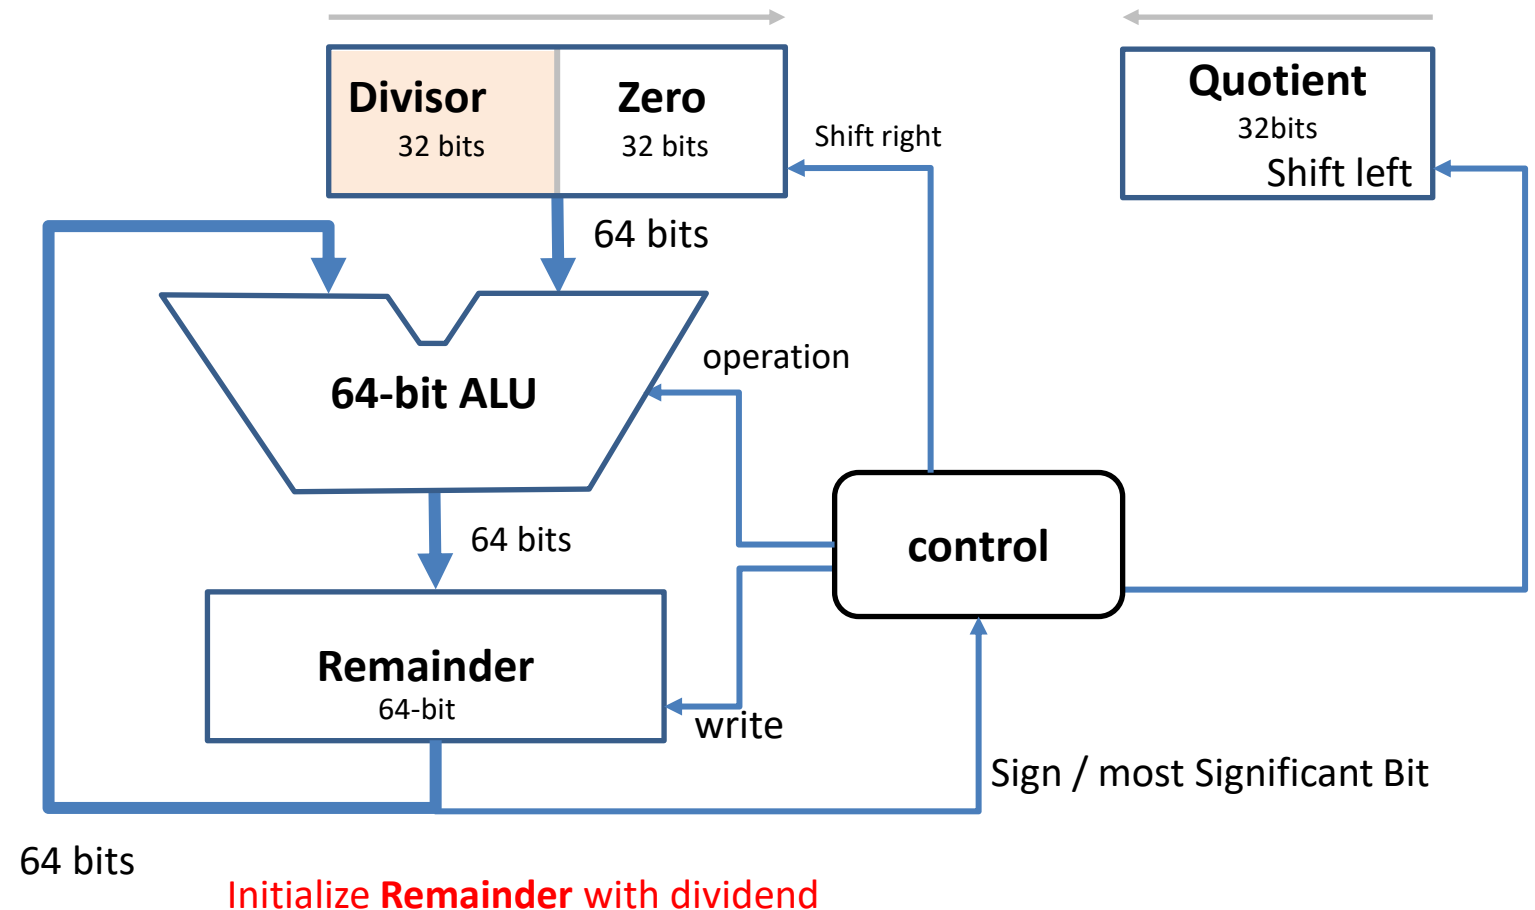 Divisor
32 bits
Zero
32 bits
Shift right
Quotient
32bits
Shift left
64 bits
operation
64-bit ALU
control
64 bits
Remainder
64-bit
write
Sign / most Significant Bit
64 bits
Initialize Remainder with dividend